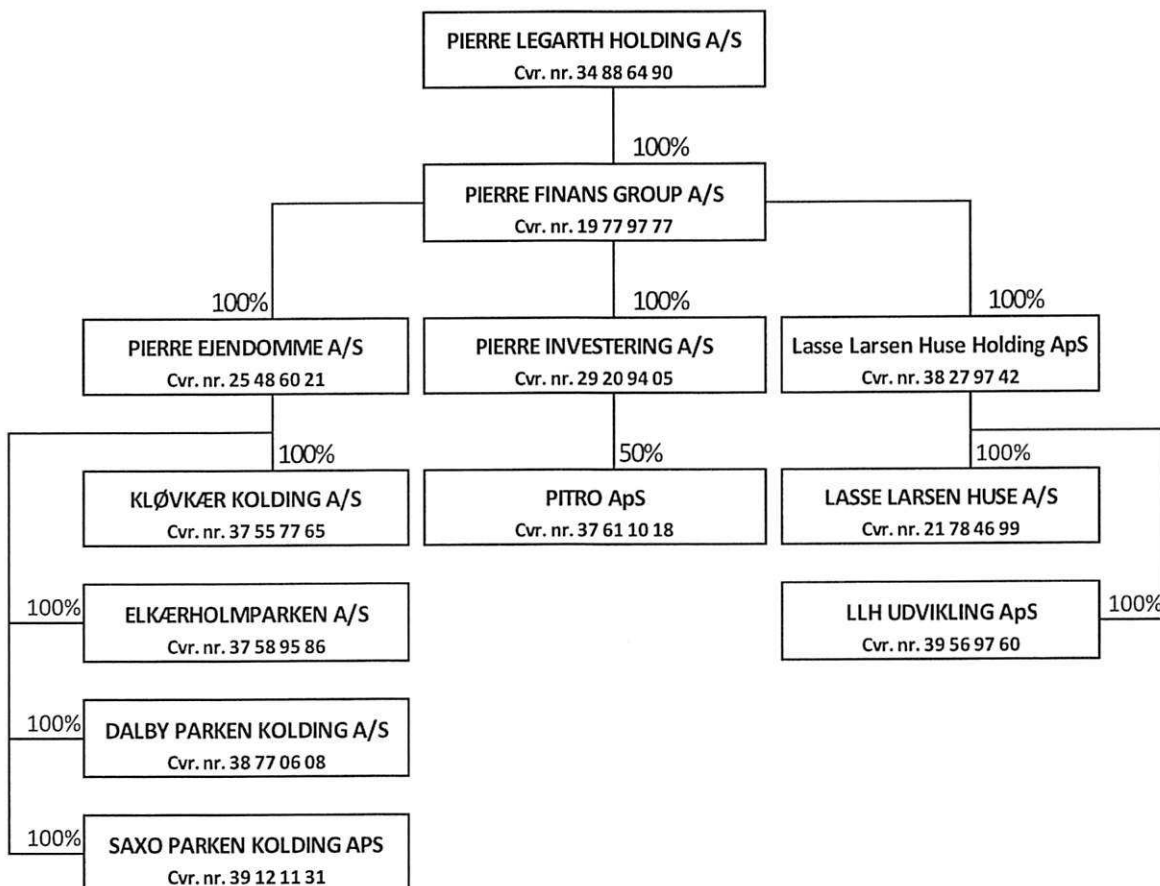 PIERRE LEGARTH HOLDING A/S
Cvr. nr. 34 88 64 90
100%
PIERRE FINANS GROUP A/S
Cvr. nr. 19 77 97 77
100%
100%
100%
PIERRE EJENDOMME A/S
Cvr. nr. 25 48 60 21
PIERRE INVESTERING A/S
Cvr. nr. 29 20 94 05
Lasse Larsen Huse Holding ApS
Cvr. nr. 38 27 97 42
100%
50%
100%
KLØVKÆR KOLDING A/S
Cvr. nr. 37 55 77 65
PITRO ApS
Cvr. nr. 37 61 10 18
LASSE LARSEN HUSE A/S
Cvr. nr. 21 78 46 99
100%
ELKÆRHOLMPARKEN A/S
Cvr. nr. 37 58 95 86
LLH UDVIKLING ApS
Cvr. nr. 39 56 97 60
100%
100%
DALBY PARKEN KOLDING A/S
Cvr. nr. 38 77 06 08
100%
SAXO PARKEN KOLDING APS
Cvr. nr. 39 12 11 31